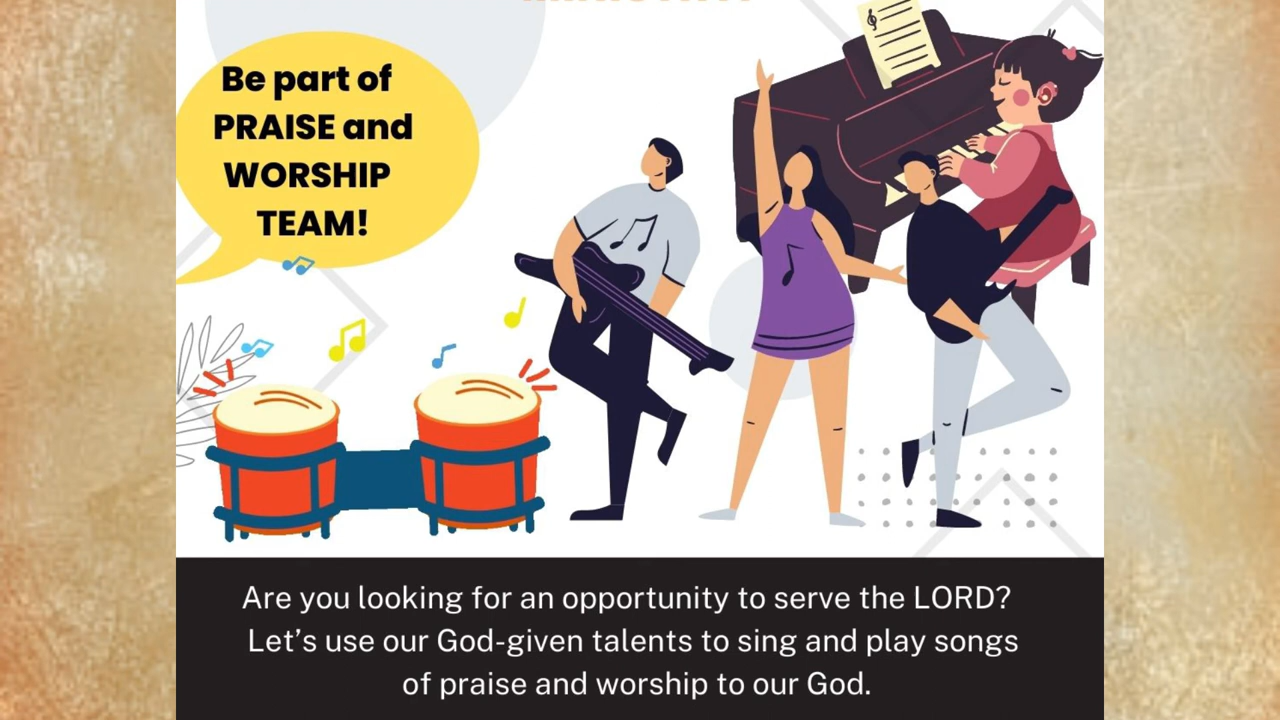 Be part of
PRAISE and
WORSHIP
TEAM!
Are you looking for an opportunity to serve the LORD?
Let’s use our God-given talents to sing and play songs
of praise and worship to our God.